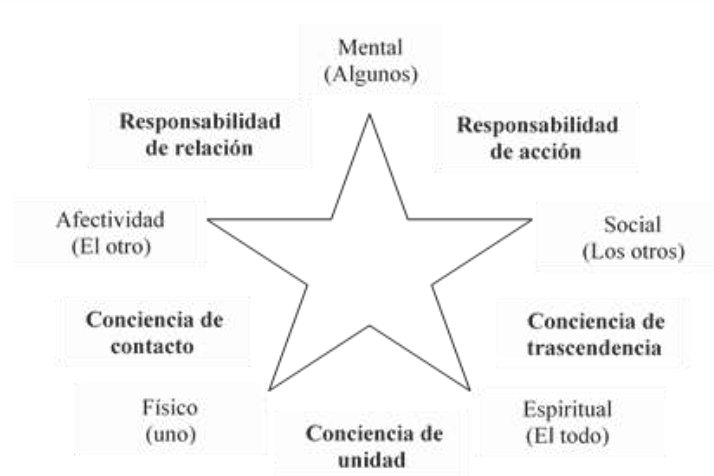 Mental
(Algunos)
Responsabilidad
de relación
Responsabilidad
de acción
Afectividad
(El otro)
Social
(Los otros)
Conciencia de
contacto
Conciencia de
trascendencia
Físico
(uno)
Espiritual
(El todo)
Conciencia de
unidad